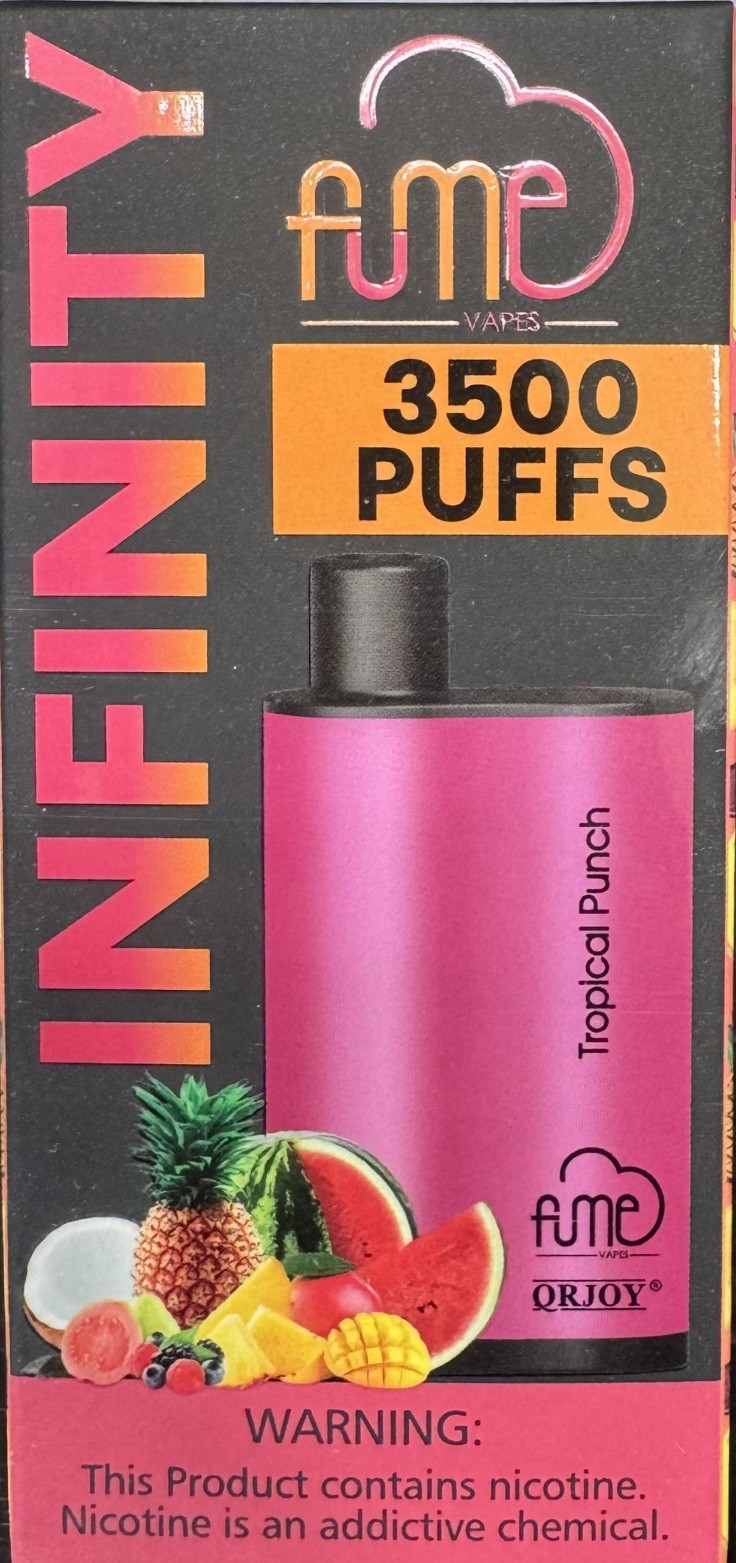 INFINITY
fume
VAPES
3500
PUFFS
Tropical Punch
fume
VAPES
QRJOY®
WARNING:
This Product contains nicotine.
Nicotine is an addictive chemical.